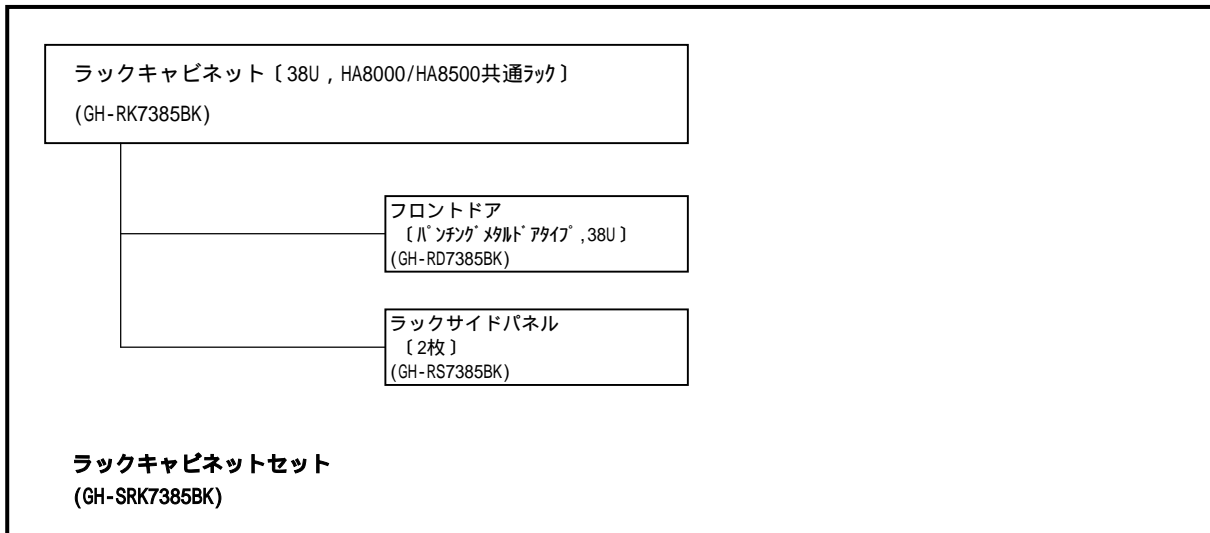 ラックキャビネット〔38U , HA8000/HA8500共通ﾗｯｸ〕
(GH-RK7385BK)
フロントドア
〔ﾊﾟﾝﾁﾝｸﾞﾒﾀﾙﾄﾞｱﾀｲﾌﾟ,38U〕
(GH-RD7385BK)
ラックサイドパネル
〔2枚〕
(GH-RS7385BK)
ラックキャビネットセット
(GH-SRK7385BK)